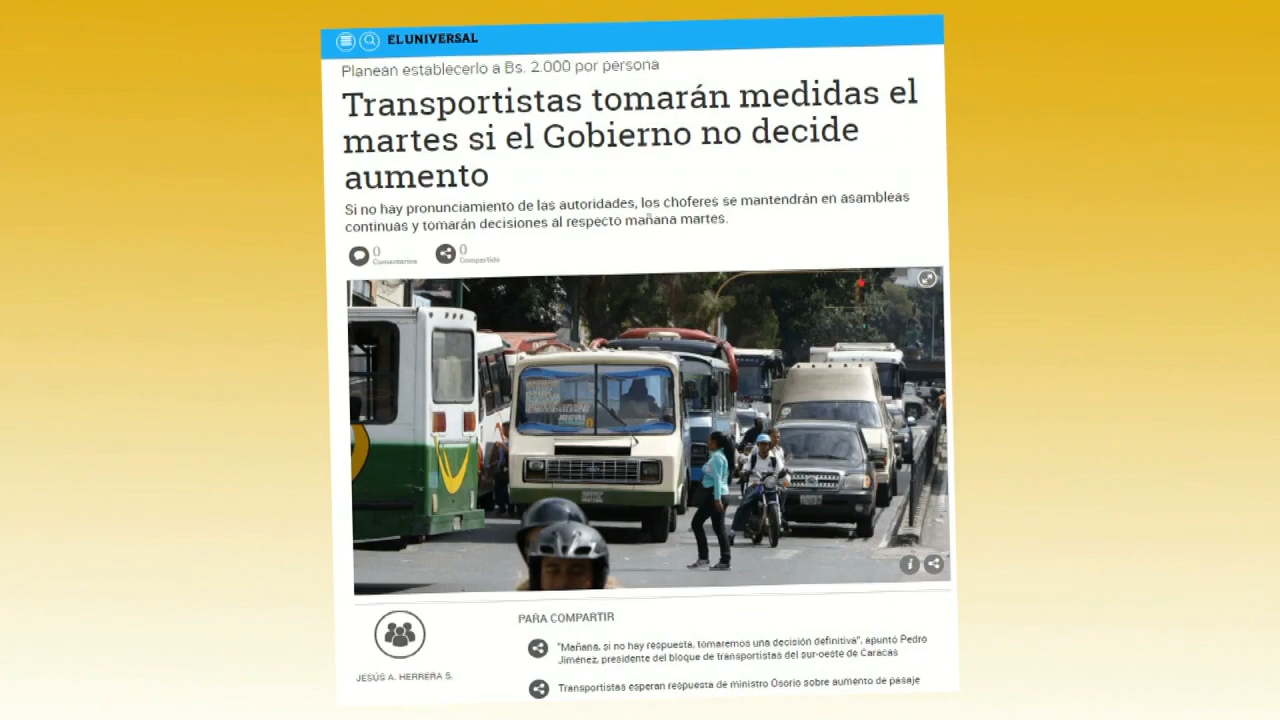 EL UNIVERSAL
Planean establecerlo a Bs. 2.000 por persona
Transportistas tomarán medidas el
martes si el Gobierno no decide
aumento
Si no hay pronunciamiento de las autoridades, los choferes se mantendrán en asambleas
continuas y tomarán decisiones al respecto mañana martes.
0
Comentarios
0
Compartido
PARA COMPARTIR
"Mañana, si no hay respuesta, tomaremos una decisión definitiva", apuntó Pedro
Jiménez, presidente del bloque de transportistas del sur-oeste de Caracas
JESÚS A. HERRERA S.
Transportistas esperan respuesta de ministro Osorio sobre aumento de pasaje